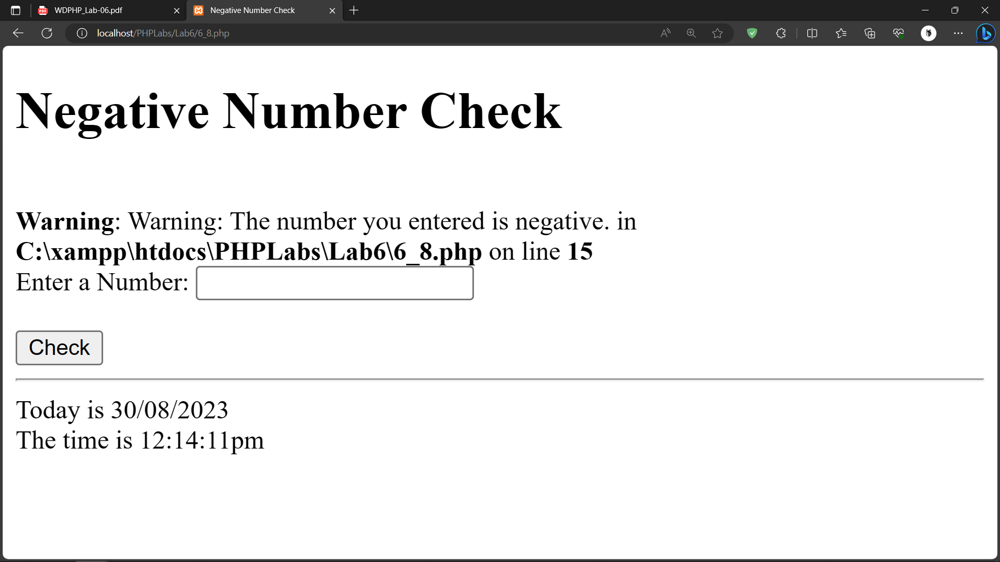 WDPHP_Lab-06.pdf
Negative Number Check
localhost/PHPLabs/Lab6/6_8.php
Negative Number Check
Warning: Warning: The number you entered is negative. in
C:\xampp\htdocs\PHPLabs\Lab6\6_8.php on line 15
Enter a Number:
Check
Today is 30/08/2023
The time is 12:14:11pm